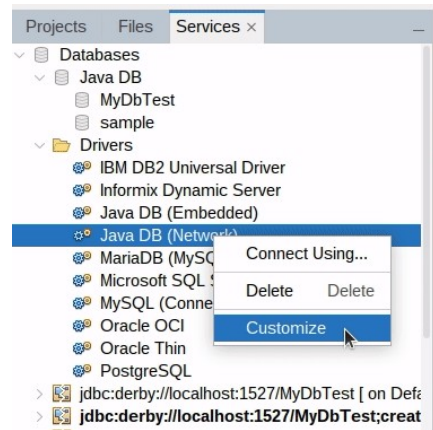 Projects Files Services ×
Databases
Java DB
MyDbTest
sample
Drivers
IBM DB2 Universal Driver
Informix Dynamic Server
Java DB (Embedded)
Java DB (Network)
MariaDB (MySQ
Connect Using...
Microsoft SQL
Delete Delete
MySQL (Conne
Customize
Oracle OCI
Oracle Thin
PostgreSQL
jdbc:derby://localhost:1527/MyDbTest [ on Defa
jdbc:derby://localhost:1527/MyDbTest;creat